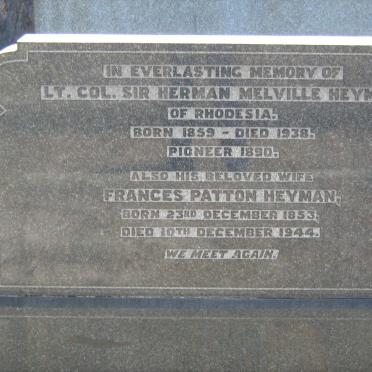 IN EVERLASTING MEMORY OF
LT. COL. SIR HERMAN MELVILLE HEYM
OF RHODESIA.
BORN 1859 - DIED 1938.
PIONEER 1890.
ALSO HIS BELOVED WIFE
FRANCES PATTON HEYMAN,
BORN 23RD DECEMBER 1853,
DIED 10TH DECEMBER 1944.
WE MEET AGAIN.